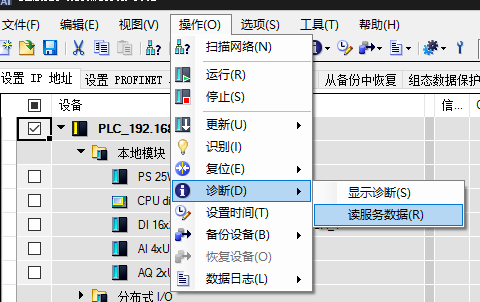 文件(F) 编辑(E) 视图(V) 操作(O) 选项(S) 工具(T) 帮助(H)
扫描网络(N)
设置 IP 地址 设置 PROFINET 从备份中恢复 组态数据保护
运行(R)
设备 信...
停止(S)
PLC_192.168
更新(U)
本地模块
识别(I)
PS 25V
复位(E)
CPU di
诊断(D)
显示诊断(S)
DI 16x
设置时间(T)
读服务数据(R)
AI 4xU
备份设备(B)
恢复设备(O)
AQ 2xU
数据日志(L)
分布式 I/O